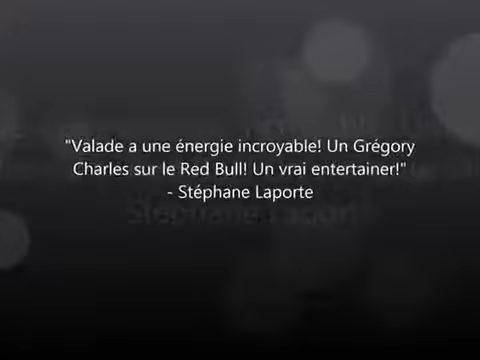 "Valade a une énergie incroyable! Un Grégory
Charles sur le Red Bull! Un vrai entertainer!"
- Stéphane Laporte